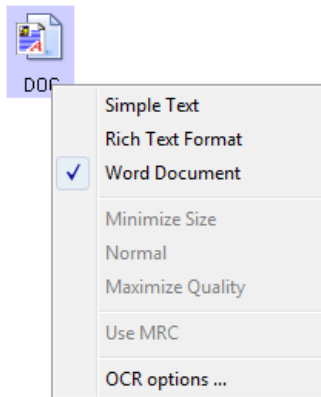 DOC
Simple Text
Rich Text Format
Word Document
Minimize Size
Normal
Maximize Quality
Use MRC
OCR options ...